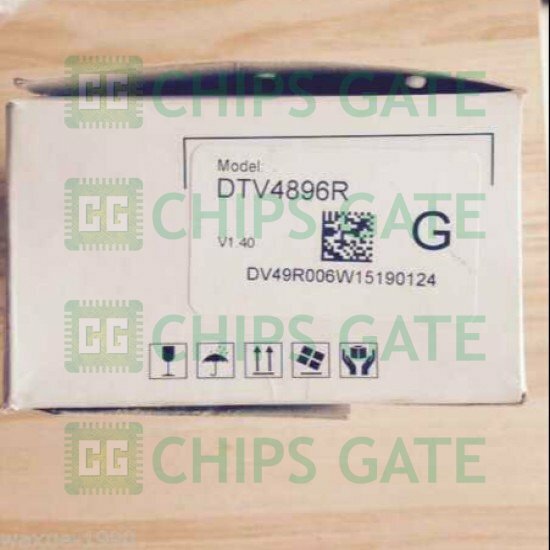 CG CHIPS GATE
Model:
DTV4896R
CG CHIPS GATE
V1.40
G
DV49R006W15190124
CG CHIPS GATE
CG CHIPS GATE